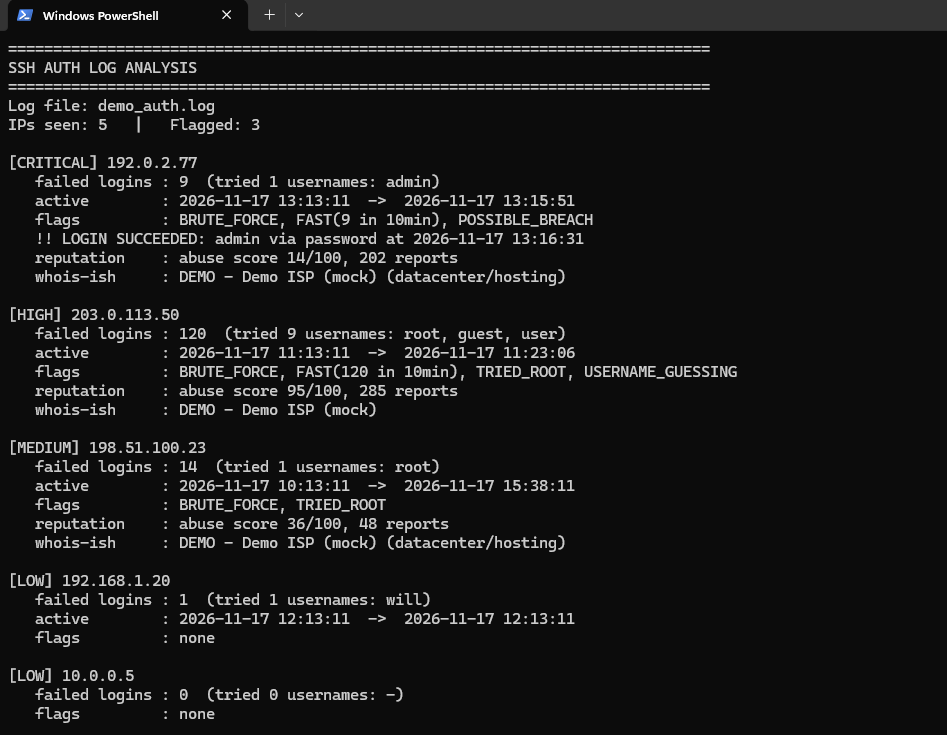 Windows PowerShell
==============================================================================
SSH AUTH LOG ANALYSIS
==============================================================================
Log file: demo_auth.log
IPs seen: 5   |   Flagged: 3

[CRITICAL] 192.0.2.77
   failed logins : 9  (tried 1 usernames: admin)
   active        : 2026-11-17 13:13:11  ->  2026-11-17 13:15:51
   flags         : BRUTE_FORCE, FAST(9 in 10min), POSSIBLE_BREACH
   !! LOGIN SUCCEEDED: admin via password at 2026-11-17 13:16:31
   reputation    : abuse score 14/100, 202 reports
   whois-ish     : DEMO - Demo ISP (mock) (datacenter/hosting)

[HIGH] 203.0.113.50
   failed logins : 120  (tried 9 usernames: root, guest, user)
   active        : 2026-11-17 11:13:11  ->  2026-11-17 11:23:06
   flags         : BRUTE_FORCE, FAST(120 in 10min), TRIED_ROOT, USERNAME_GUESSING
   reputation    : abuse score 95/100, 285 reports
   whois-ish     : DEMO - Demo ISP (mock)

[MEDIUM] 198.51.100.23
   failed logins : 14  (tried 1 usernames: root)
   active        : 2026-11-17 10:13:11  ->  2026-11-17 15:38:11
   flags         : BRUTE_FORCE, TRIED_ROOT
   reputation    : abuse score 36/100, 48 reports
   whois-ish     : DEMO - Demo ISP (mock) (datacenter/hosting)

[LOW] 192.168.1.20
   failed logins : 1  (tried 1 usernames: will)
   active        : 2026-11-17 12:13:11  ->  2026-11-17 12:13:11
   flags         : none

[LOW] 10.0.0.5
   failed logins : 0  (tried 0 usernames: -)
   flags         : none